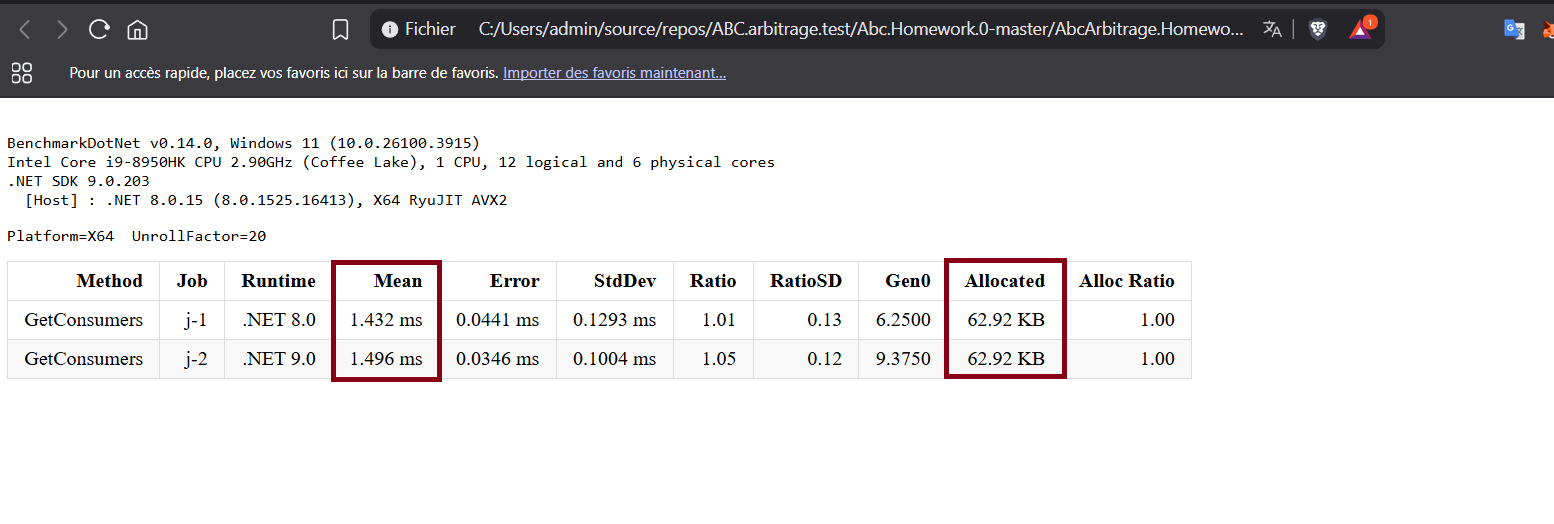 Fichier C:/Users/admin/source/repos/ABC.arbitrage.test/Abc.Homework.0-master/AbcArbitrage.Homewo... 1
Pour un accès rapide, placez vos favoris ici sur la barre de favoris. Importer des favoris maintenant...
BenchmarkDotNet v0.14.0, Windows 11 (10.0.26100.3915)
Intel Core i9-8950HK CPU 2.90GHz (Coffee Lake), 1 CPU, 12 logical and 6 physical cores
.NET SDK 9.0.203
[Host] : .NET 8.0.15 (8.0.1525.16413), X64 RyuJIT AVX2
Platform=X64 UnrollFactor=20
Method Job Runtime Mean Error StdDev Ratio RatioSD Gen0 Allocated Alloc Ratio
GetConsumers j-1 .NET 8.0 1.432 ms 0.0441 ms 0.1293 ms 1.01 0.13 6.2500 62.92 KB 1.00
GetConsumers j-2 .NET 9.0 1.496 ms 0.0346 ms 0.1004 ms 1.05 0.12 9.3750 62.92 KB 1.00